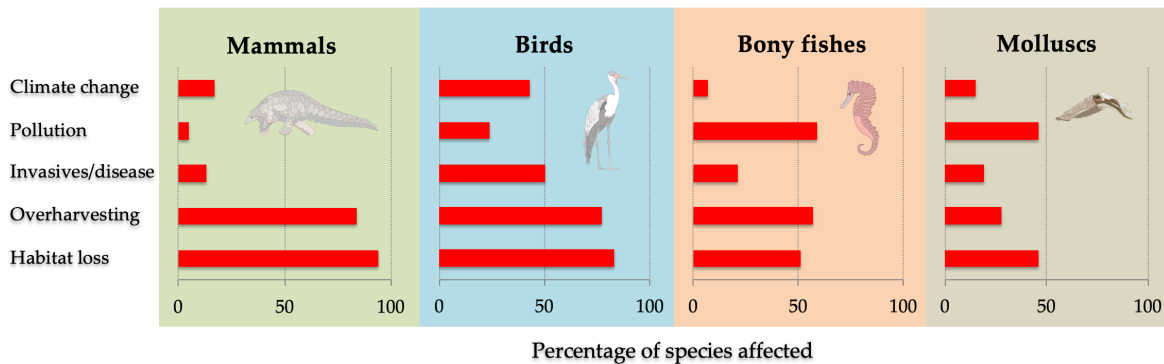 Mammals
Birds
Bony fishes
Molluscs
Climate change
Pollution
Invasives/disease
Overharvesting
Habitat loss
0 50 100
0 50 100
0 50 100
0 50 100
Percentage of species affected